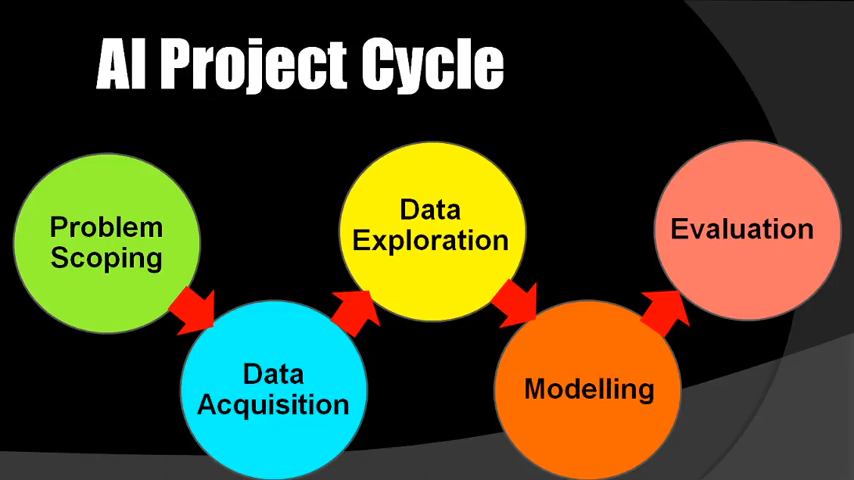 AI Project Cycle
Problem
Scoping
Data
Acquisition
Data
Exploration
Modelling
Evaluation